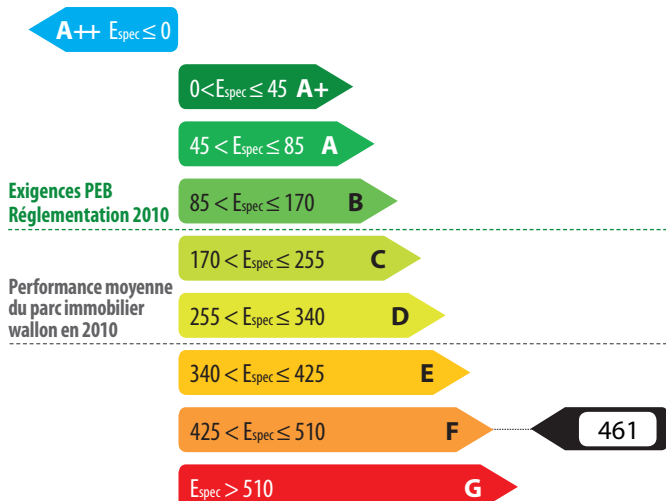 A++ Espec ≤ 0
0<Espec ≤ 45 A+
45 < Espec ≤ 85 A
Exigences PEB
Réglementation 2010
85 < Espec ≤ 170 B
170 < Espec ≤ 255 C
Performance moyenne
du parc immobilier
wallon en 2010
255 < Espec ≤ 340 D
340 < Espec ≤ 425 E
425 < Espec ≤ 510 F
461
Espec > 510 G